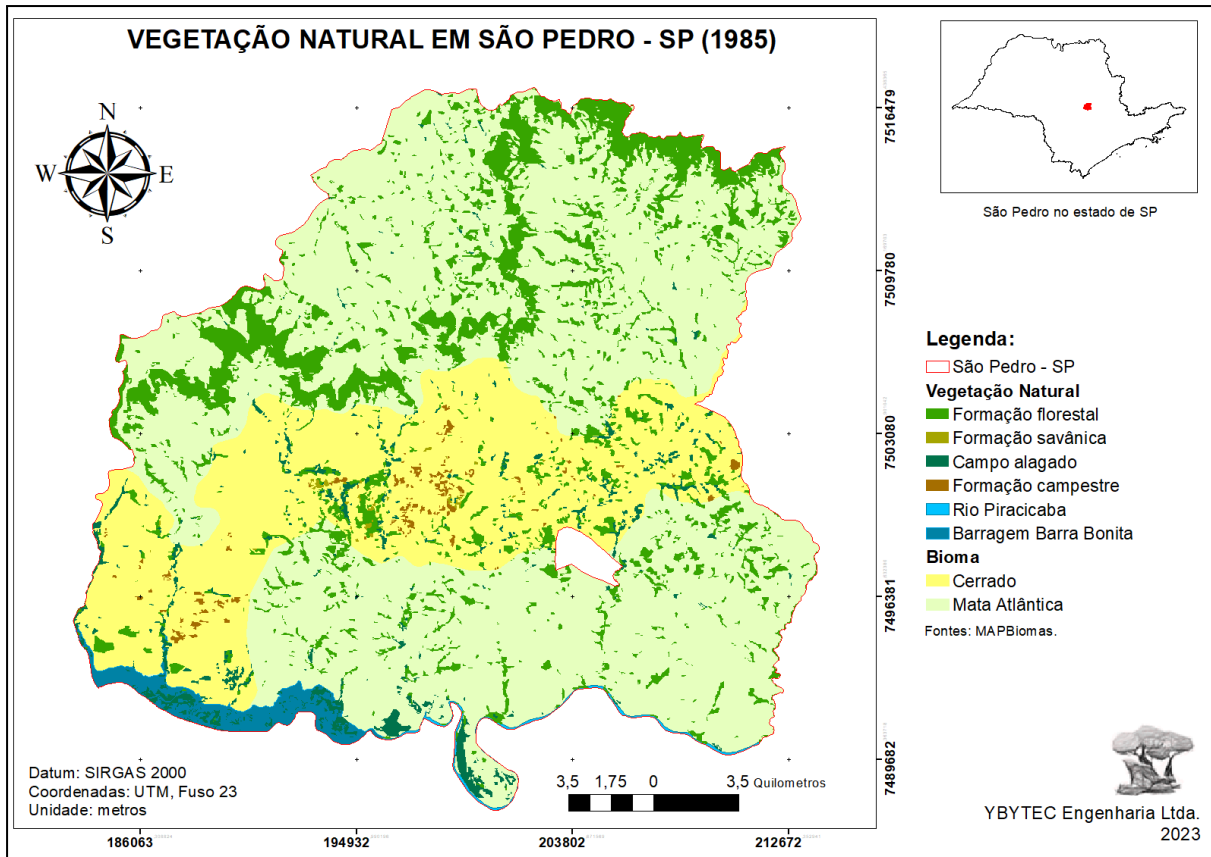 VEGETAÇÃO NATURAL EM SÃO PEDRO - SP (1985)
N
W
E
S
7516479
7509780
7503080
7496381
7489682
São Pedro no estado de SP
Legenda:
São Pedro - SP
Vegetação Natural
Formação florestal
Formação savânica
Campo alagado
Formação campestre
Rio Piracicaba
Barragem Barra Bonita
Bioma
Cerrado
Mata Atlântica
Fontes: MAPBiomas.
Datum: SIRGAS 2000
Coordenadas: UTM, Fuso 23
Unidade: metros
3,5 1,75 0 3,5 Quilometros
186063 194932 203802 212672
YBYTEC Engenharia Ltda.
2023